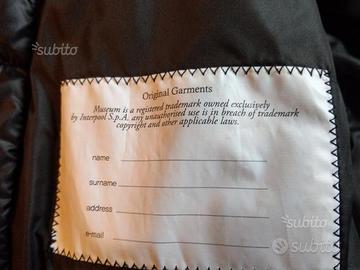 subito
Original Garments
Museum is a registered trademark owned exclusively
by Interpool S.p.A. any unauthorised use is in breach of trademark
copyright and other applicable laws.
name
surname
address
e-mail
subito
subito
subito